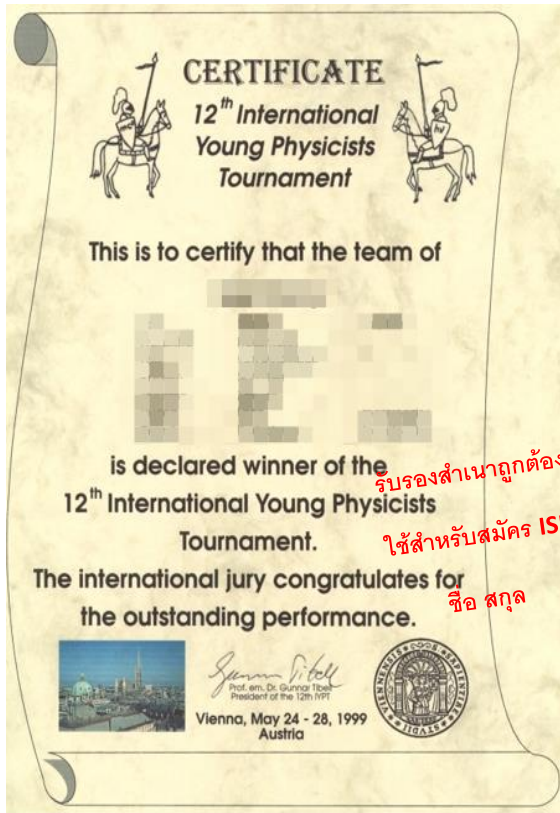 CERTIFICATE
12th International
Young Physicists
Tournament
This is to certify that the team of
is declared winner of the
12th International Young Physicists
Tournament.
The international jury congratulates for
the outstanding performance.
รับรองสำเนาถูกต้อง
ใช้สำหรับสมัคร
ชื่อ สกุล
Prof. em. Dr. Gunnar Tibell
President of the 12th IYPT
Vienna, May 24 - 28, 1999
Austria